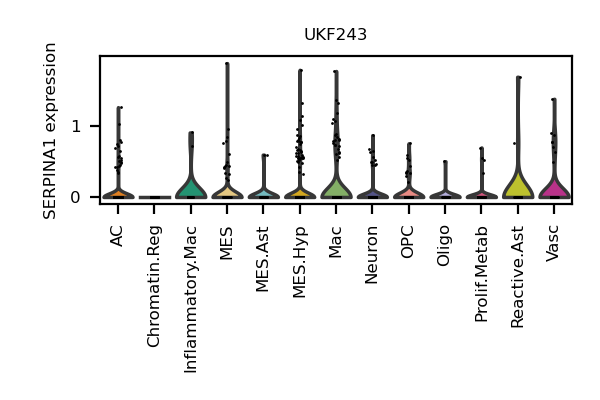 UKF243
SERPINA1 expression
1
0
AC
Chromatin.Reg
Inflammatory.Mac
MES
MES.Ast
MES.Hyp
Mac
Neuron
OPC
Oligo
Prolif.Metab
Reactive.Ast
Vasc